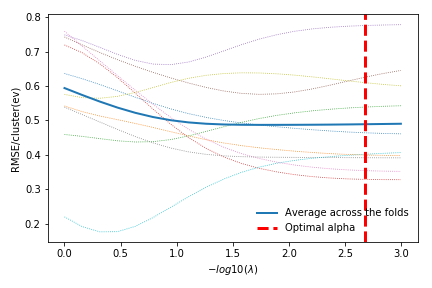 0.8
0.7
0.6
0.5
0.4
0.3
0.2
RMSE/cluster(ev)
Average across the folds
Optimal alpha
0.0 0.5 1.0 1.5 2.0 2.5 3.0
−log10(λ)